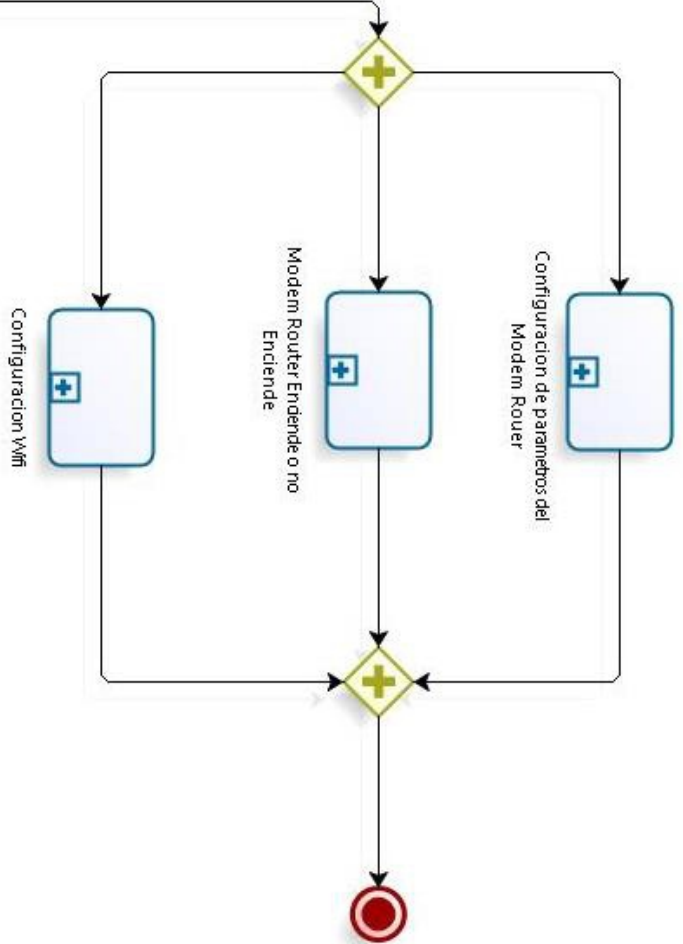 Configuracion de parametros del
Modem Rouer
Modem Router Enciende o no
Enciende
Configuracion Wifi